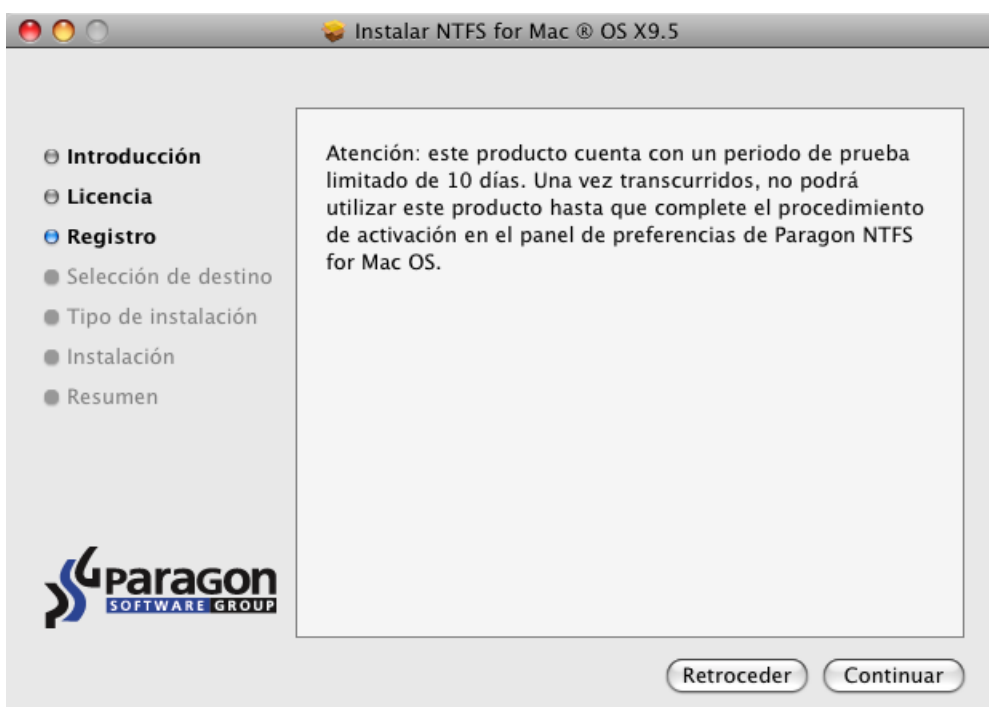 Instalar NTFS for Mac ® OS X9.5
Introducción
Licencia
Registro
Selección de destino
Tipo de instalación
Instalación
Resumen
Atención: este producto cuenta con un periodo de prueba
limitado de 10 días. Una vez transcurridos, no podrá
utilizar este producto hasta que complete el procedimiento
de activación en el panel de preferencias de Paragon NTFS
for Mac OS.
Paragon
SOFTWARE GROUP
Retroceder
Continuar